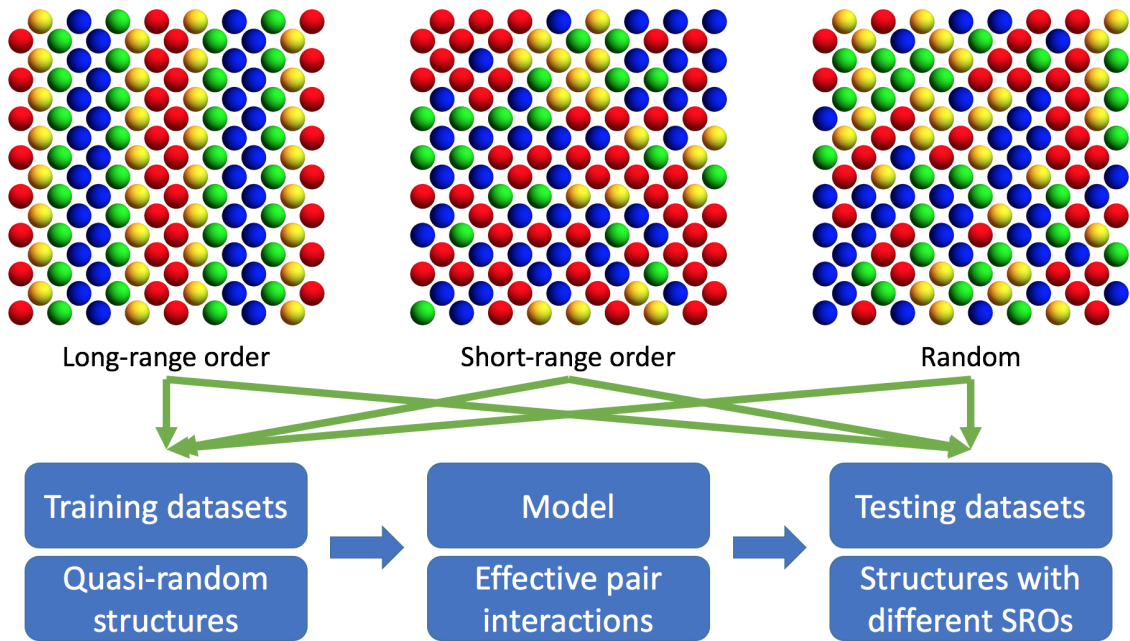 Long-range order
Short-range order
Random
Training datasets
Model
Testing datasets
Quasi-random
structures
Effective pair
interactions
Structures with
different SROs